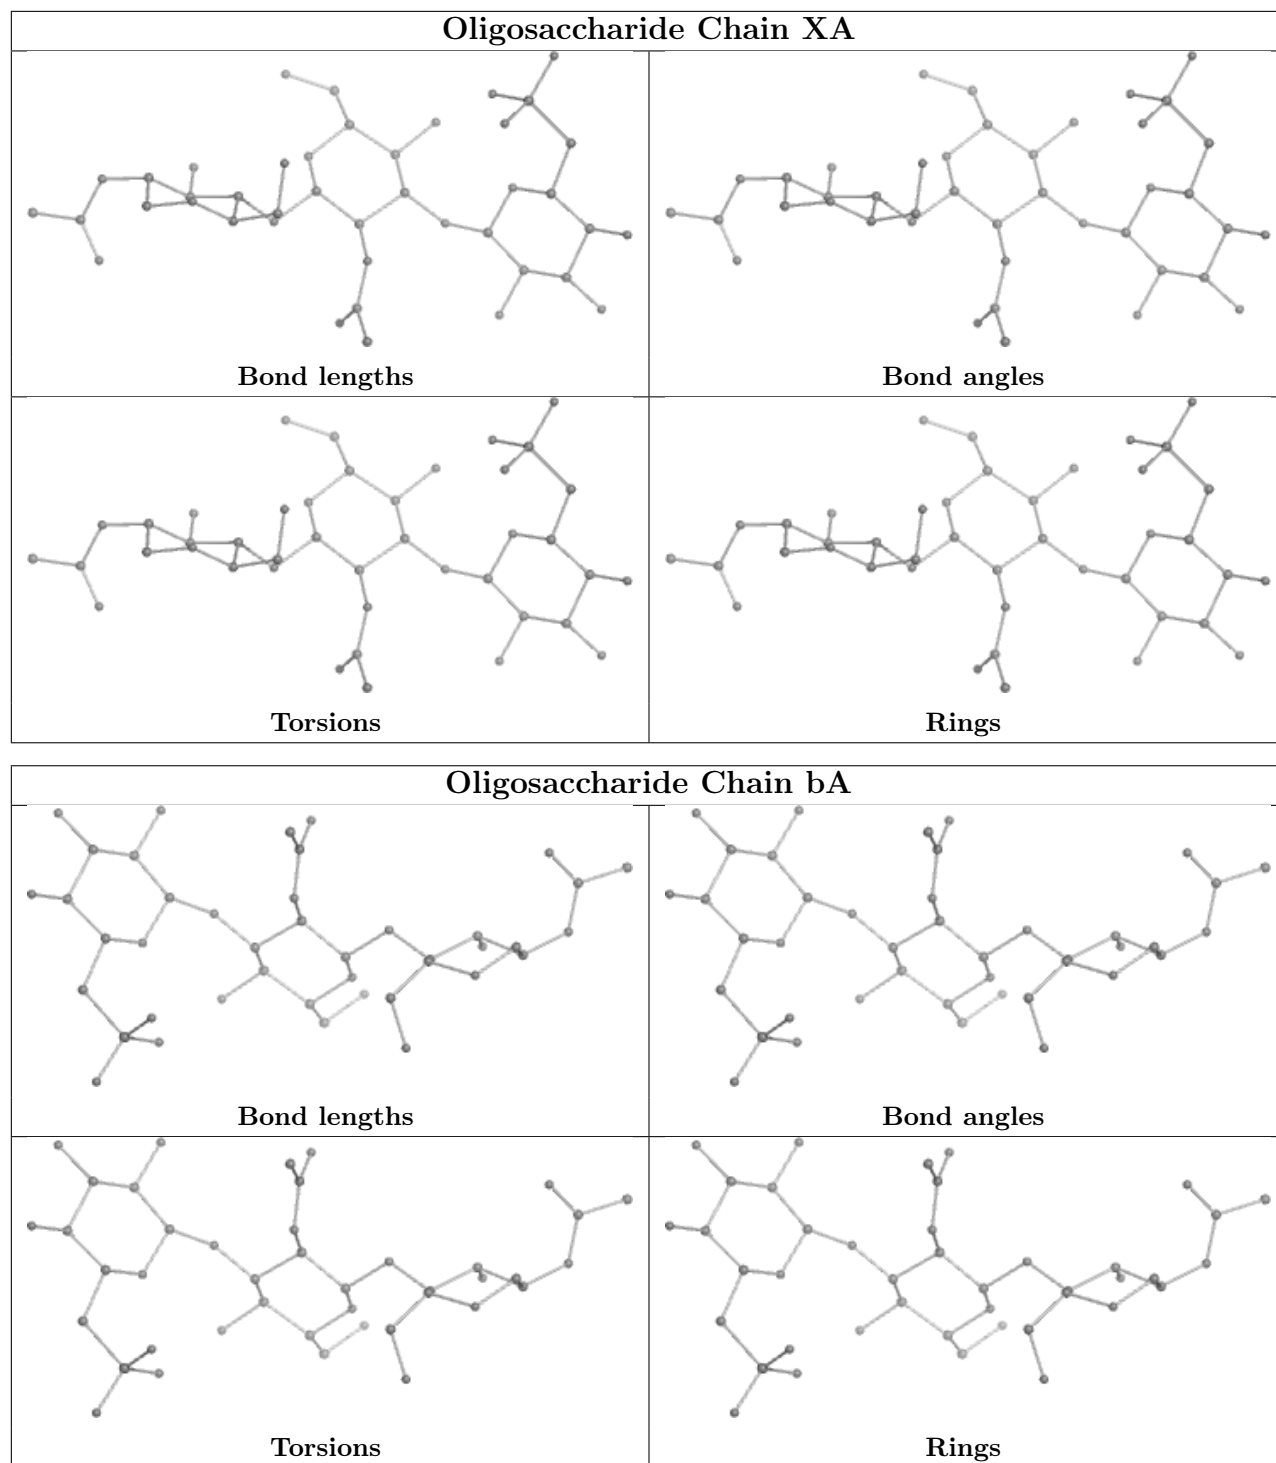 Oligosaccharide Chain XA
Bond lengths
Bond angles
Torsions
Rings
Oligosaccharide Chain bA
Bond lengths
Bond angles
Torsions
Rings